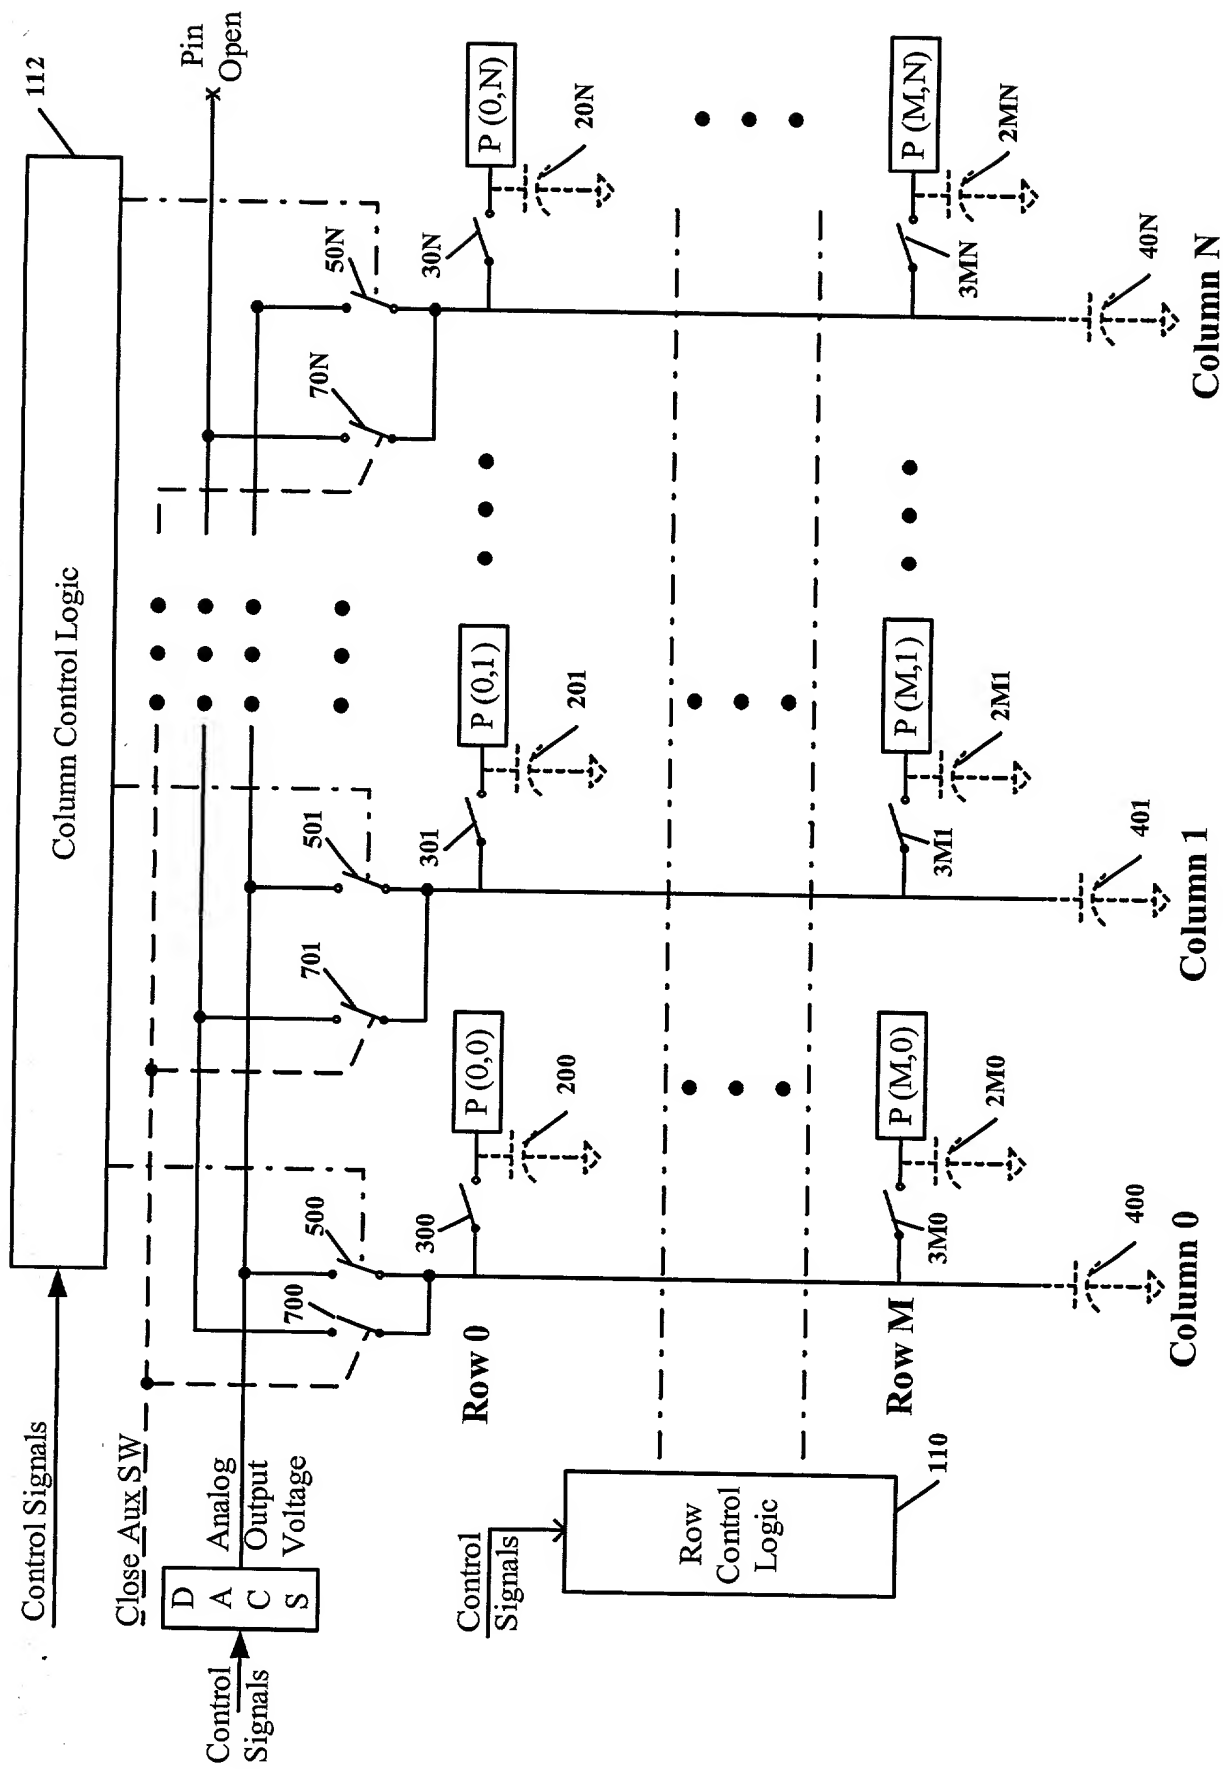 Control Signals
Column Control Logic
112
Close Aux SW
Pin
Open
D
A
C
S
Analog
Output
Voltage
Control
Signals
700
500
701
501
70N
50N
Row 0
300
P (0,0)
200
301
P (0,1)
201
30N
P (0,N)
20N
Control
Signals
Row
Control
Logic
110
Row M
3M0
P (M,0)
2M0
3M1
P (M,1)
2M1
3MN
P (M,N)
2MN
400
401
40N
Column 0
Column 1
Column N